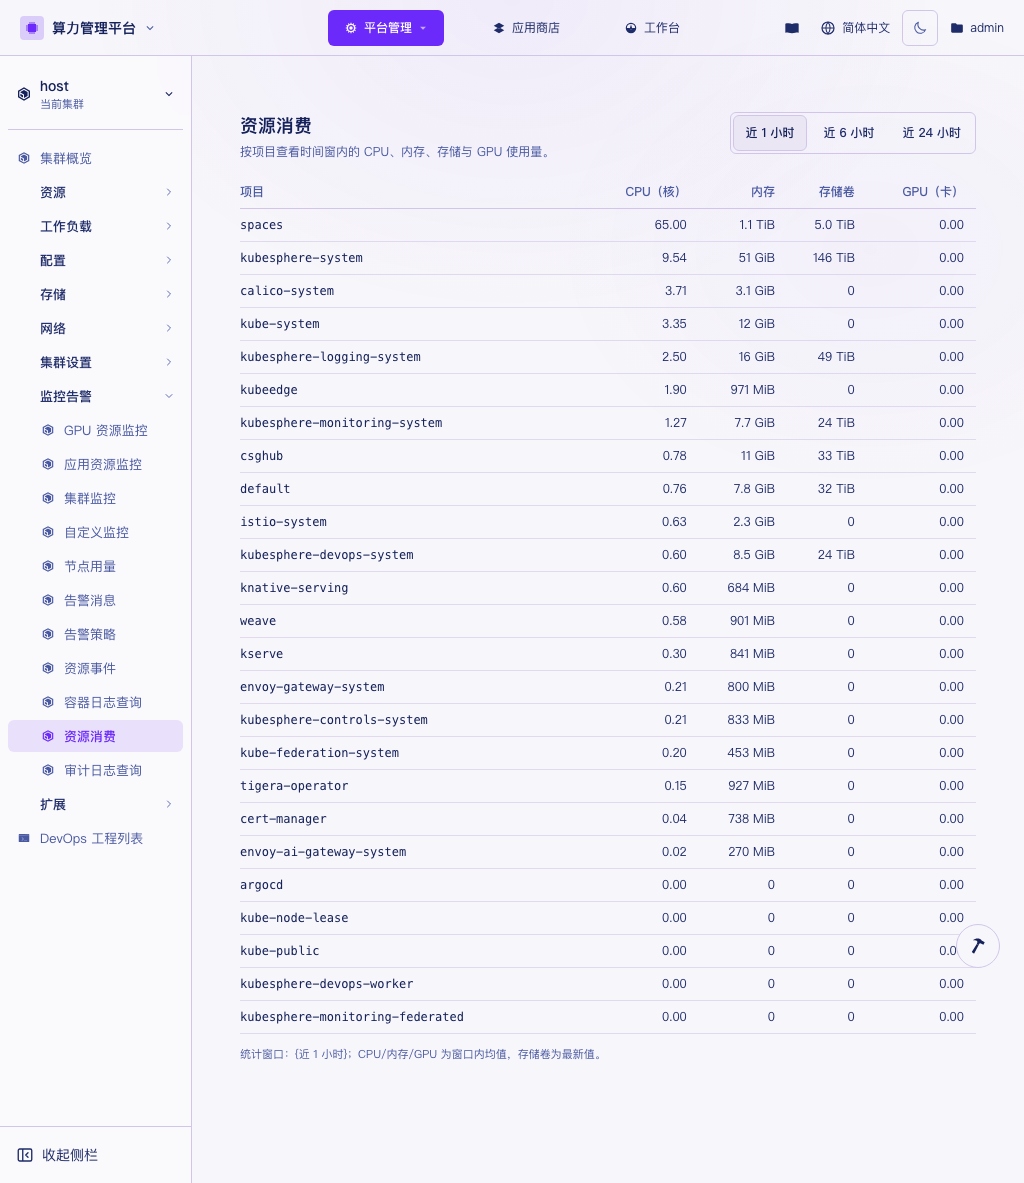 算力管理平台
平台管理
应用商店
工作台
简体中文
admin
host
当前集群
集群概览
资源
工作负载
配置
存储
网络
集群设置
监控告警
GPU 资源监控
应用资源监控
集群监控
自定义监控
节点用量
告警消息
告警策略
资源事件
容器日志查询
资源消费
审计日志查询
扩展
DevOps 工程列表
收起侧栏
资源消费
按项目查看时间窗内的 CPU、内存、存储与 GPU 使用量。
近 1 小时 近 6 小时 近 24 小时
项目 CPU（核） 内存 存储卷 GPU（卡）
spaces 65.00 1.1 TiB 5.0 TiB 0.00
kubesphere-system 9.54 51 GiB 146 TiB 0.00
calico-system 3.71 3.1 GiB 0 0.00
kube-system 3.35 12 GiB 0 0.00
kubesphere-logging-system 2.50 16 GiB 49 TiB 0.00
kubeedge 1.90 971 MiB 0 0.00
kubesphere-monitoring-system 1.27 7.7 GiB 24 TiB 0.00
csghub 0.78 11 GiB 33 TiB 0.00
default 0.76 7.8 GiB 32 TiB 0.00
istio-system 0.63 2.3 GiB 0 0.00
kubesphere-devops-system 0.60 8.5 GiB 24 TiB 0.00
knative-serving 0.60 684 MiB 0 0.00
weave 0.58 901 MiB 0 0.00
kserve 0.30 841 MiB 0 0.00
envoy-gateway-system 0.21 800 MiB 0 0.00
kubesphere-controls-system 0.21 833 MiB 0 0.00
kube-federation-system 0.20 453 MiB 0 0.00
tigera-operator 0.15 927 MiB 0 0.00
cert-manager 0.04 738 MiB 0 0.00
envoy-ai-gateway-system 0.02 270 MiB 0 0.00
argocd 0.00 0 0 0.00
kube-node-lease 0.00 0 0 0.00
kube-public 0.00 0 0 0.0
kubesphere-devops-worker 0.00 0 0 0.00
kubesphere-monitoring-federated 0.00 0 0 0.00
统计窗口：{近 1 小时}；CPU/内存/GPU 为窗口内均值，存储卷为最新值。